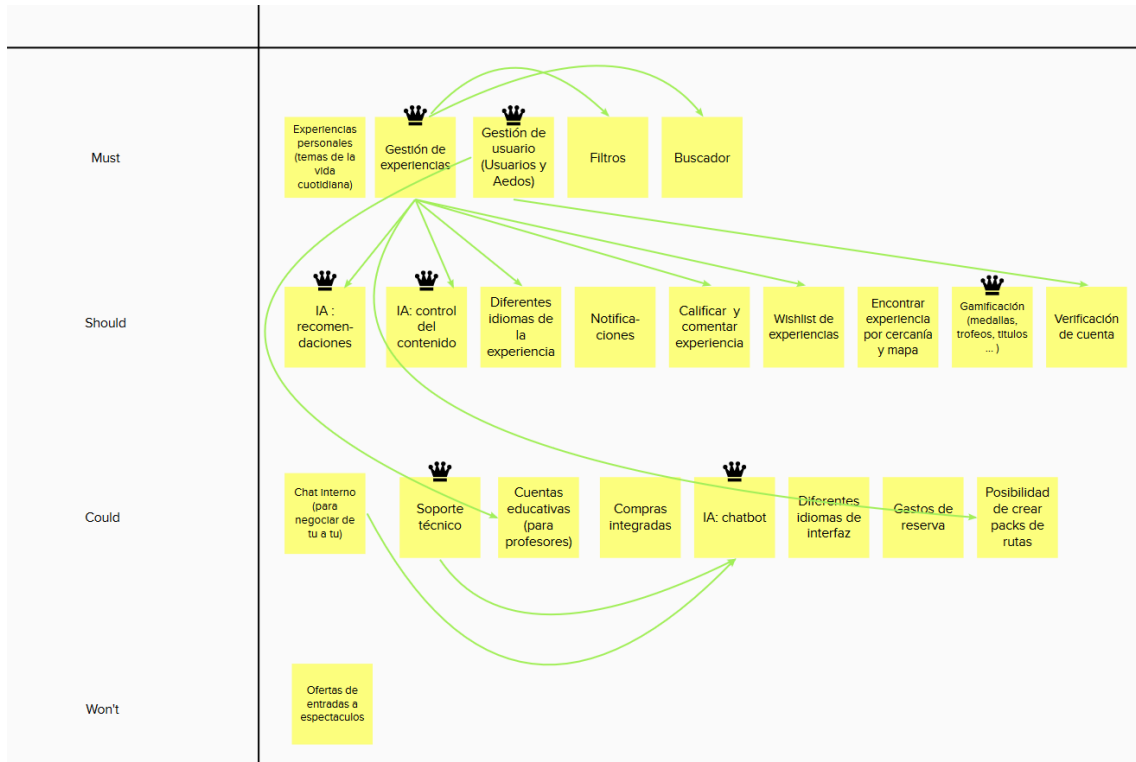 Must
Experiencias
personales
(temas de la
vida
cuotidiana)
Gestión de
experiencias
Gestión de
usuario
(Usuarios y
Aedos)
Filtros
Buscador
Should
IA :
recomen-
daciones
IA: control
del
contenido
Diferentes
idiomas de
la
experiencia
Notifica-
ciones
Calificar y
comentar
experiencia
Wishlist de
experiencias
Encontrar
experiencia
por cercanía
y mapa
Gamificación
(medallas,
trofeos, titulos
... )
Verificación
de cuenta
Could
Chat interno
(para
negociar de
tu a tu)
Soporte
técnico
Cuentas
educativas
(para
profesores)
Compras
integradas
IA: chatbot
Diferentes
idiomas de
interfaz
Gastos de
reserva
Posibilidad
de crear
packs de
rutas
Won't
Ofertas de
entradas a
espectaculos